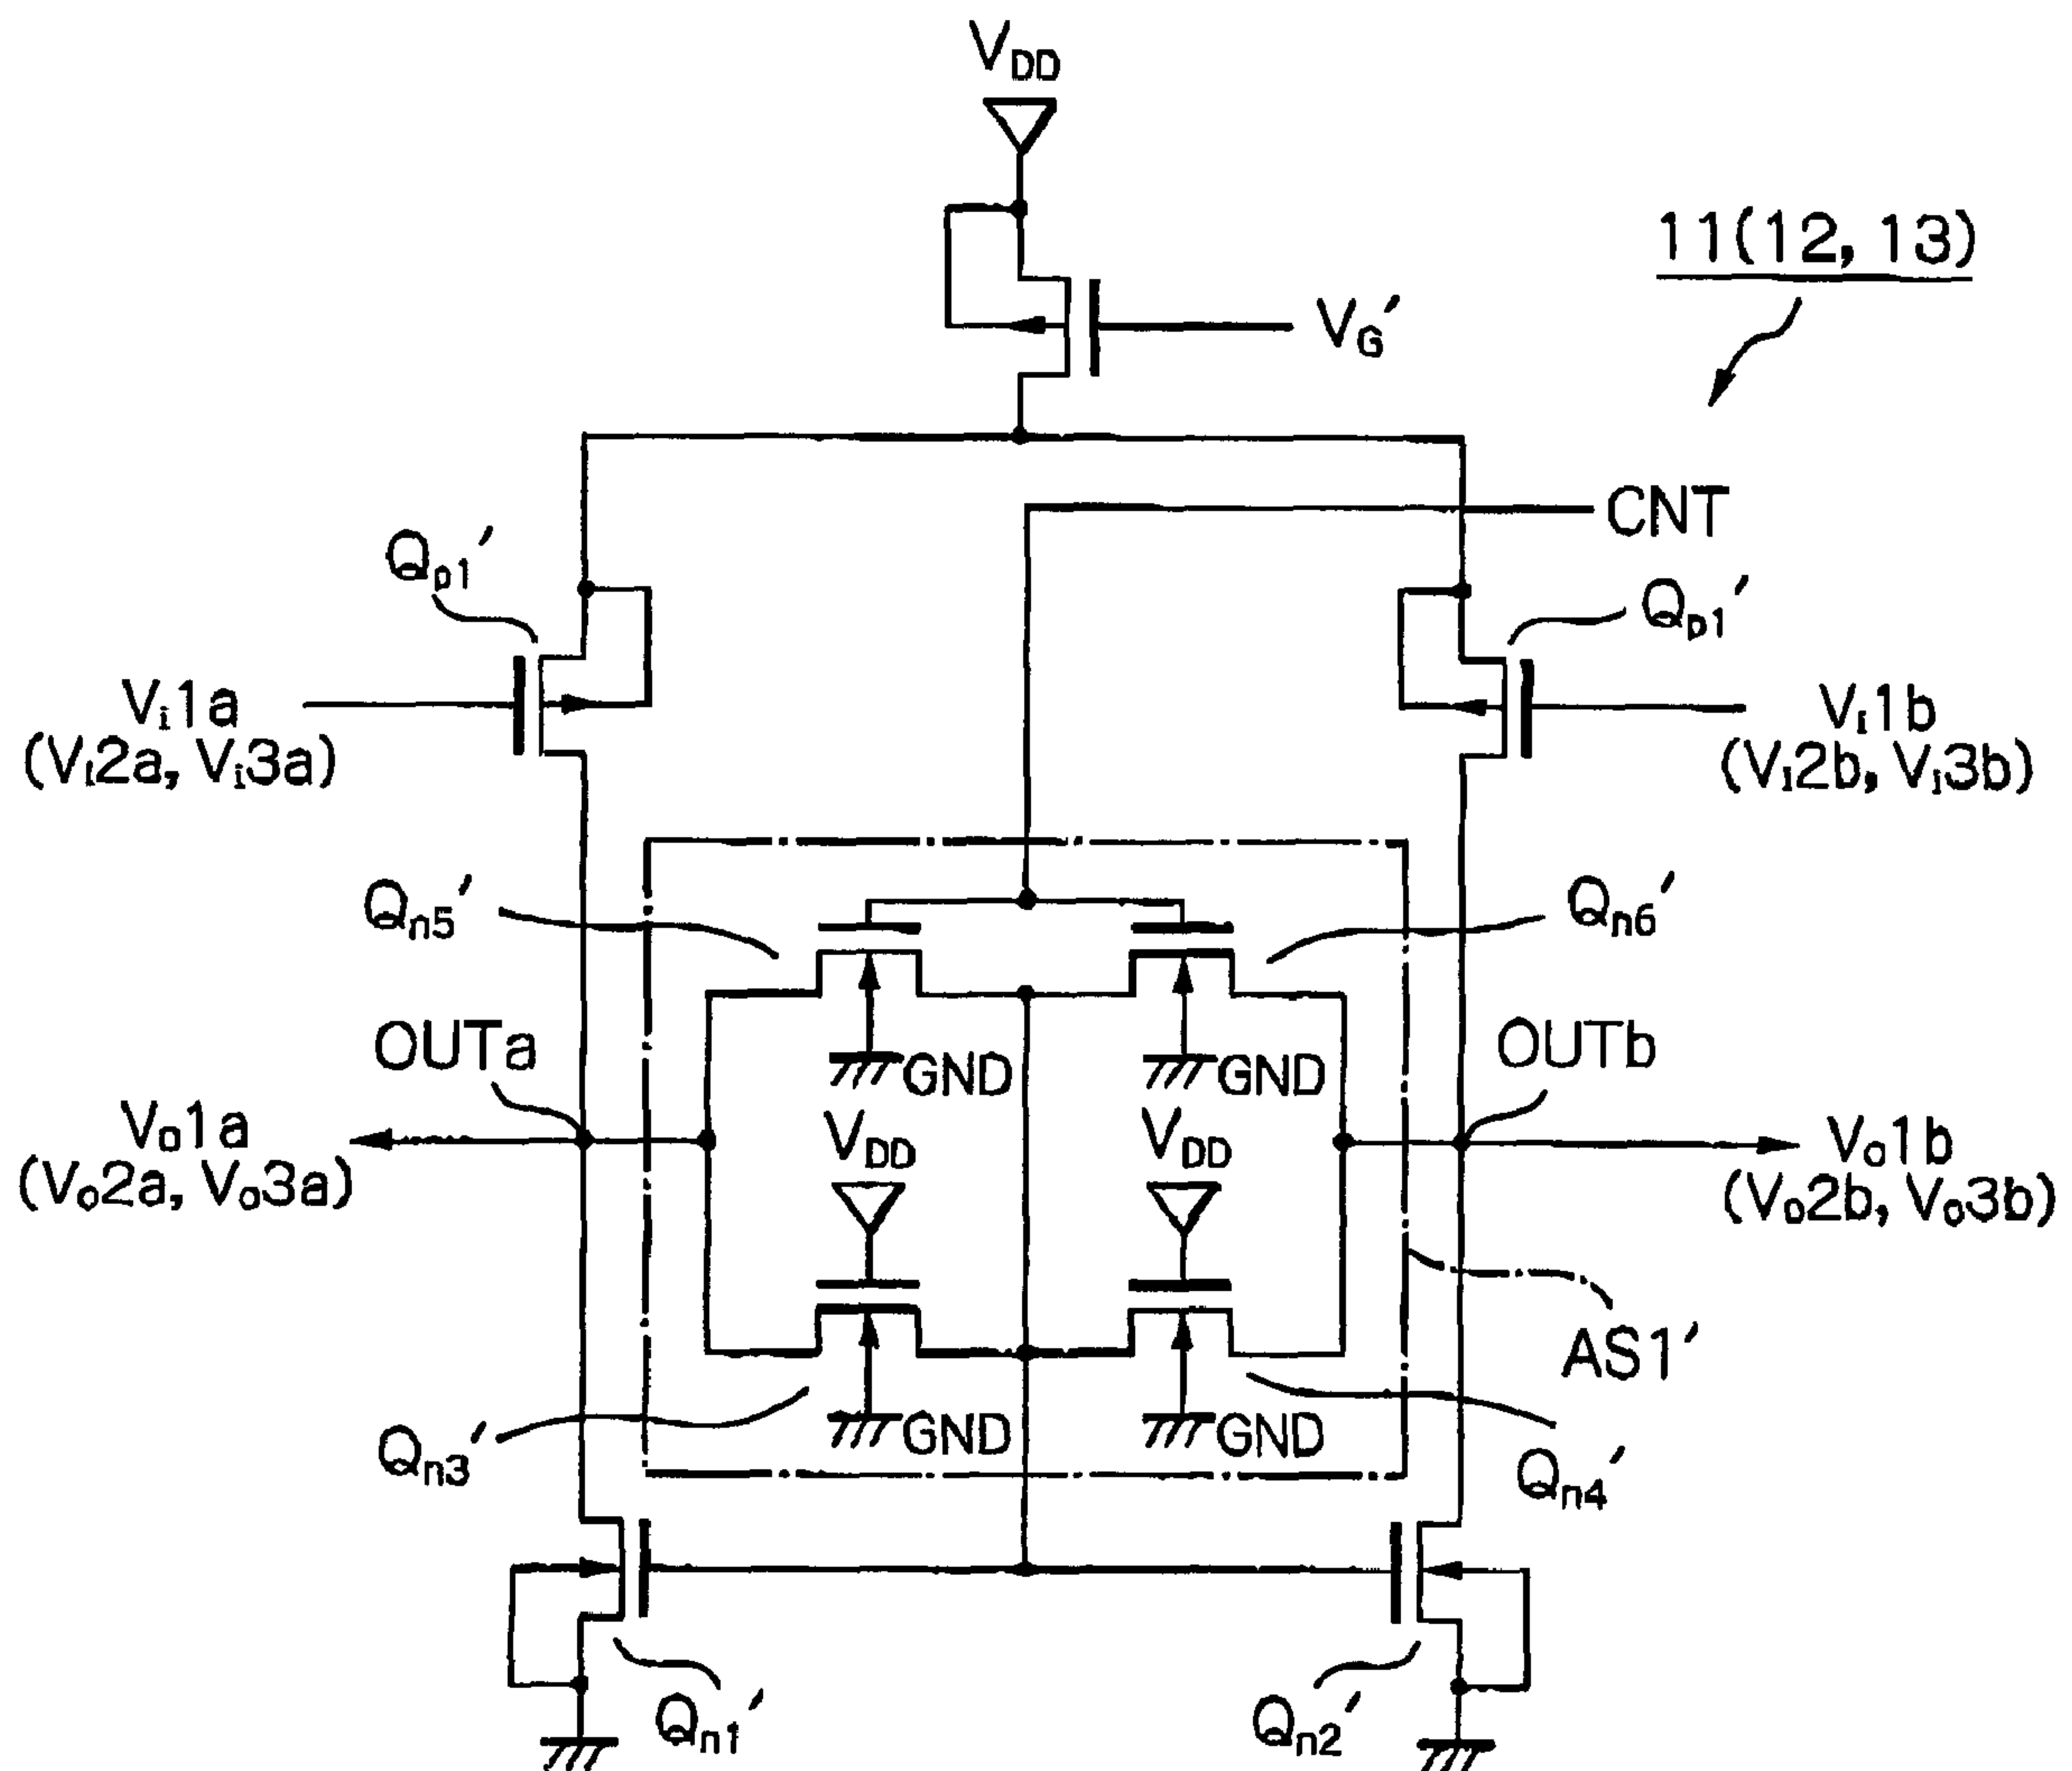 VDD
11(12, 13)
VG'
CNT
Qp1'
Qp1'
Vi1a
(Vi2a, Vi3a)
Vi1b
(Vi2b, Vi3b)
Qn5'
Qn6'
OUTa
GND
GND
OUTb
Vo1a
(Vo2a, Vo3a)
VDD
VDD
Vo1b
(Vo2b, Vo3b)
AS1'
Qn3'
GND
GND
Qn4'
Qn1'
Qn2'